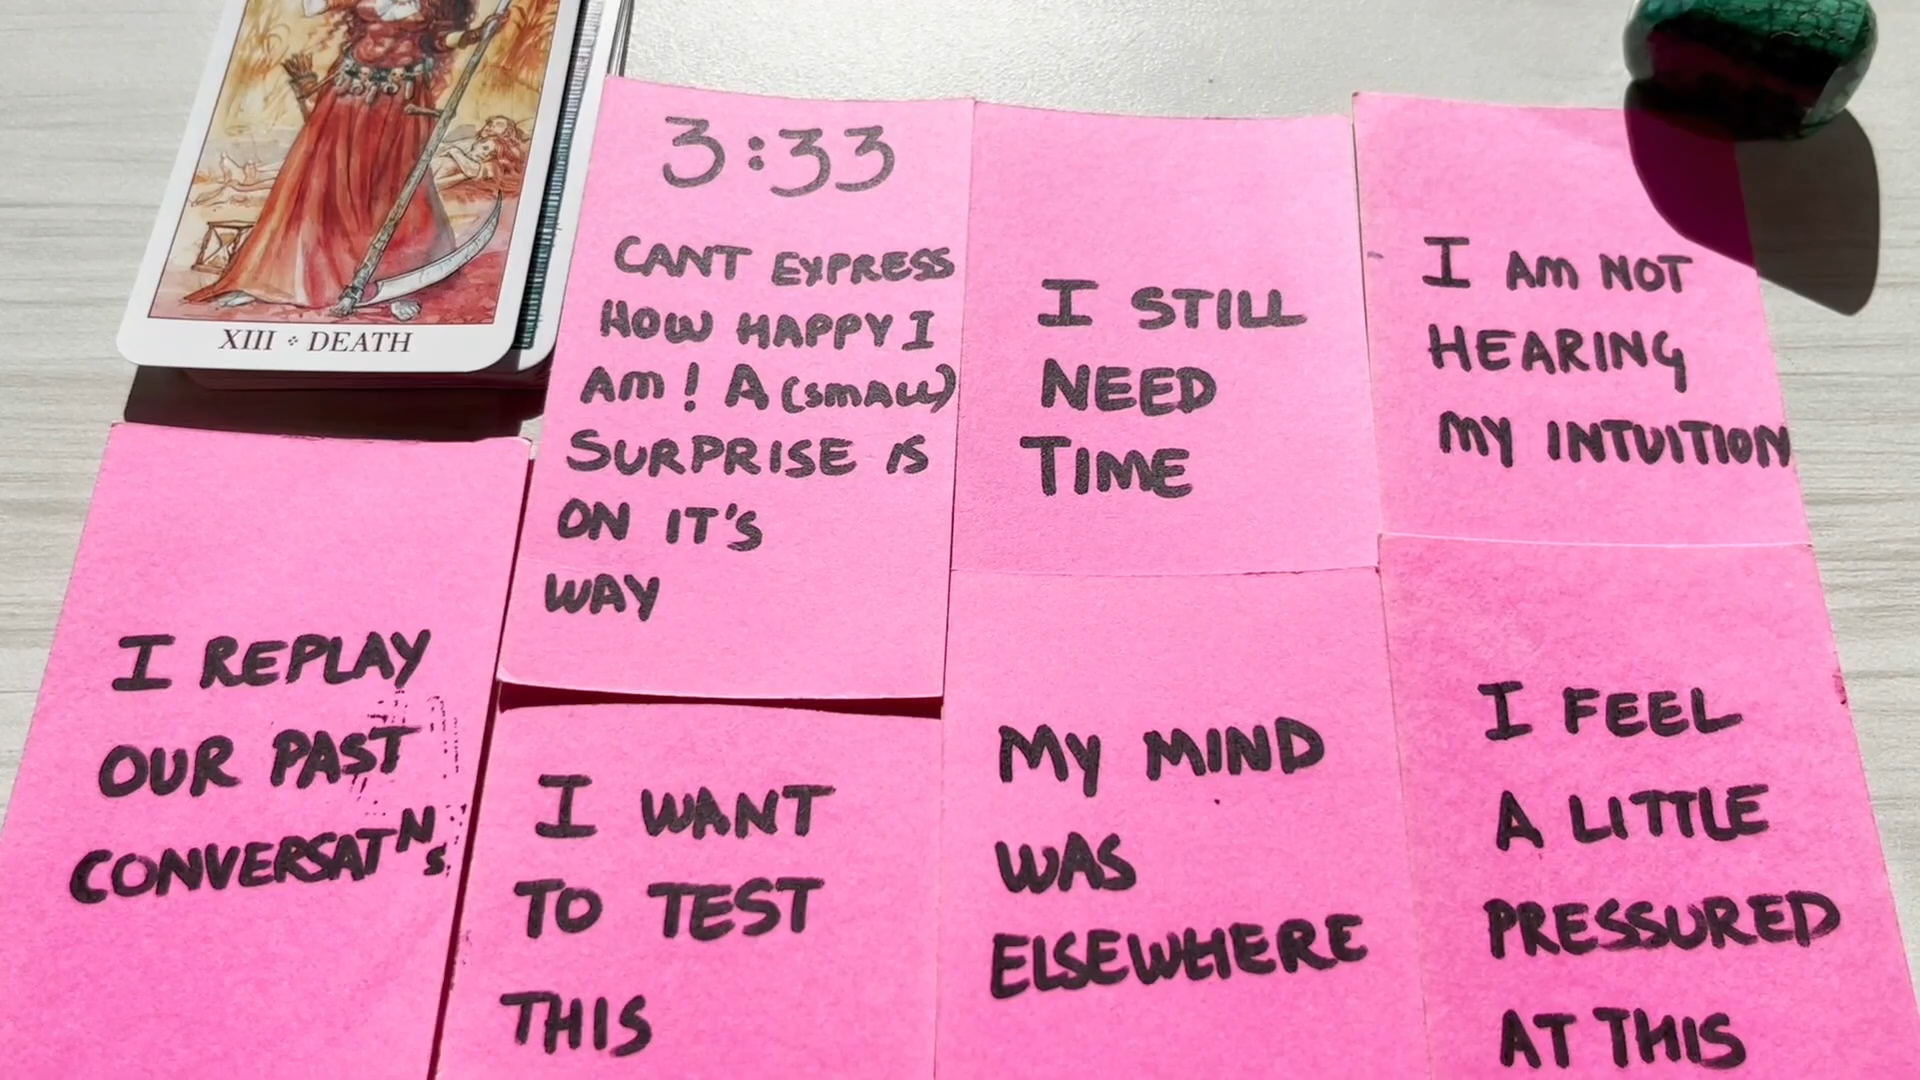 XIII ❖ DEATH
3:33
CANT EXPRESS
HOW HAPPY I
AM! A (SMALL)
SURPRISE IS
ON IT'S
WAY
I STILL
NEED
TIME
I AM NOT
HEARING
MY INTUITION
I REPLAY
OUR PAST
CONVERSATNS
I WANT
TO TEST
THIS
MY MIND
WAS
ELSEWHERE
I FEEL
A LITTLE
PRESSURED
AT THIS